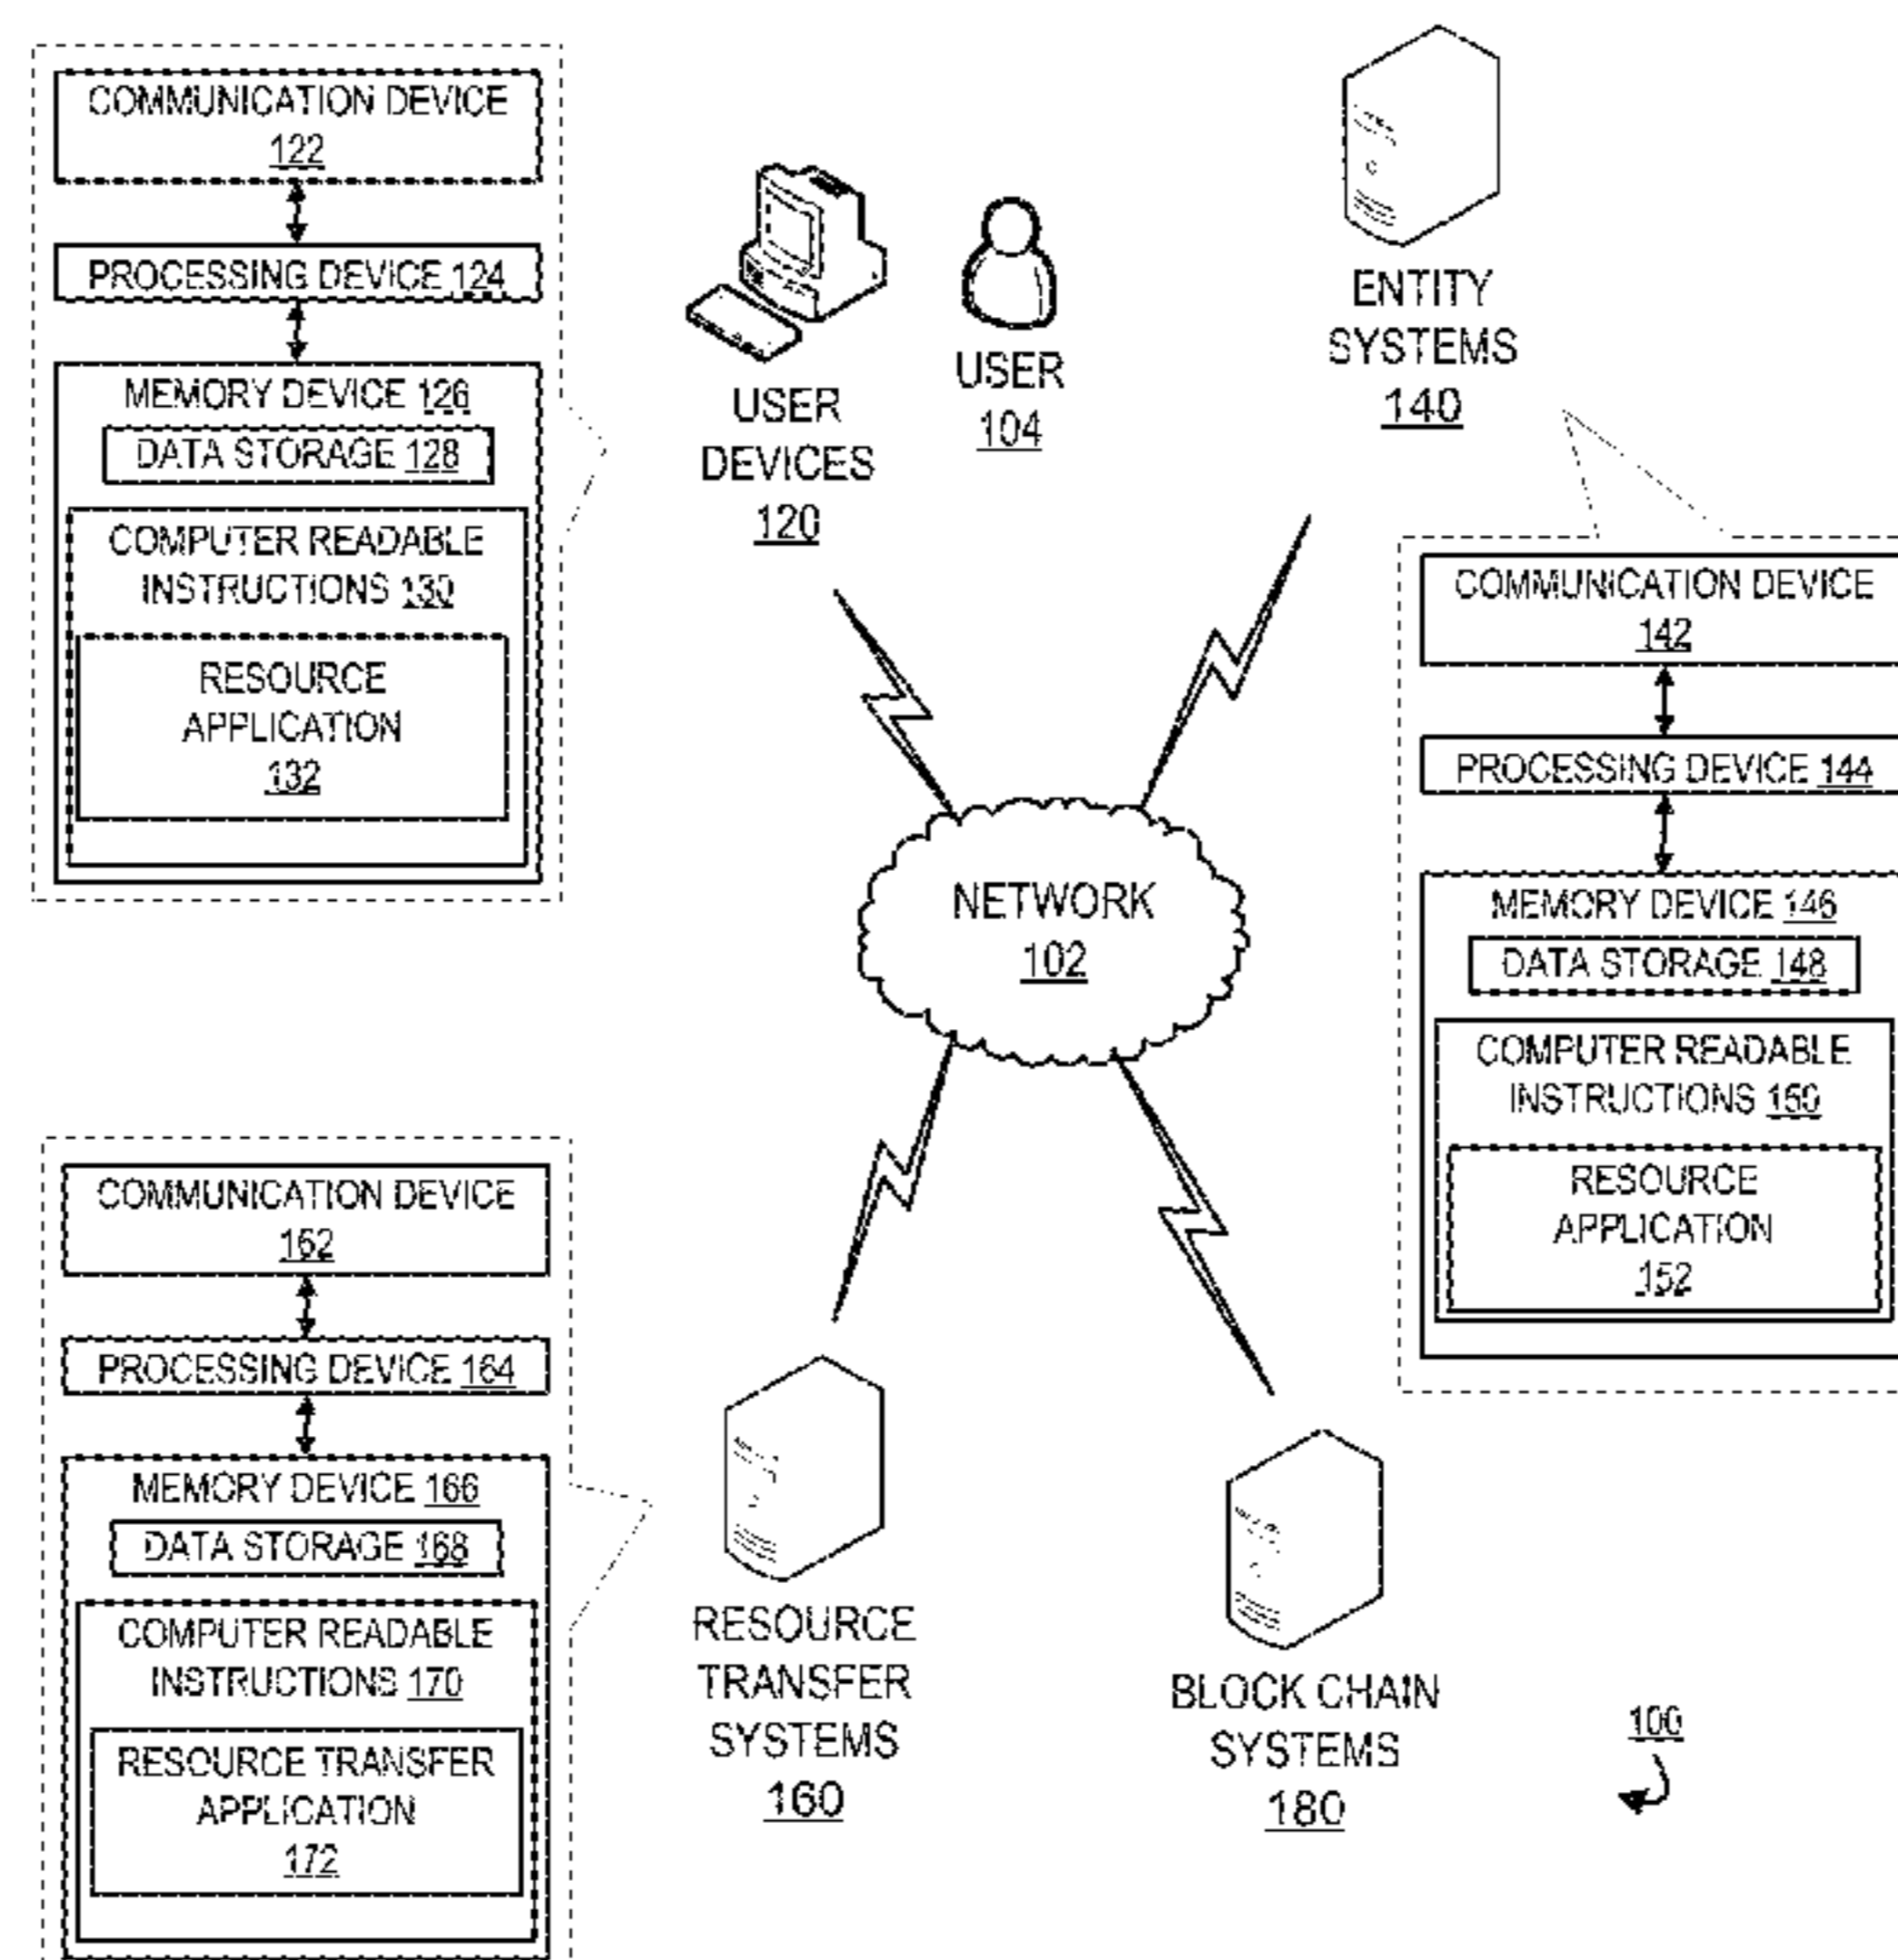 COMMUNICATION DEVICE
122
PROCESSING DEVICE 124
MEMORY DEVICE 126
DATA STORAGE 128
COMPUTER READABLE
INSTRUCTIONS 130
RESOURCE
APPLICATION
132
USER
DEVICES
120
USER
104
ENTITY
SYSTEMS
140
COMMUNICATION DEVICE
142
PROCESSING DEVICE 144
MEMORY DEVICE 146
DATA STORAGE 148
COMPUTER READABLE
INSTRUCTIONS 150
RESOURCE
APPLICATION
152
NETWORK
102
COMMUNICATION DEVICE
162
PROCESSING DEVICE 164
MEMORY DEVICE 166
DATA STORAGE 168
COMPUTER READABLE
INSTRUCTIONS 170
RESOURCE TRANSFER
APPLICATION
172
RESOURCE
TRANSFER
SYSTEMS
160
BLOCK CHAIN
SYSTEMS
180
100